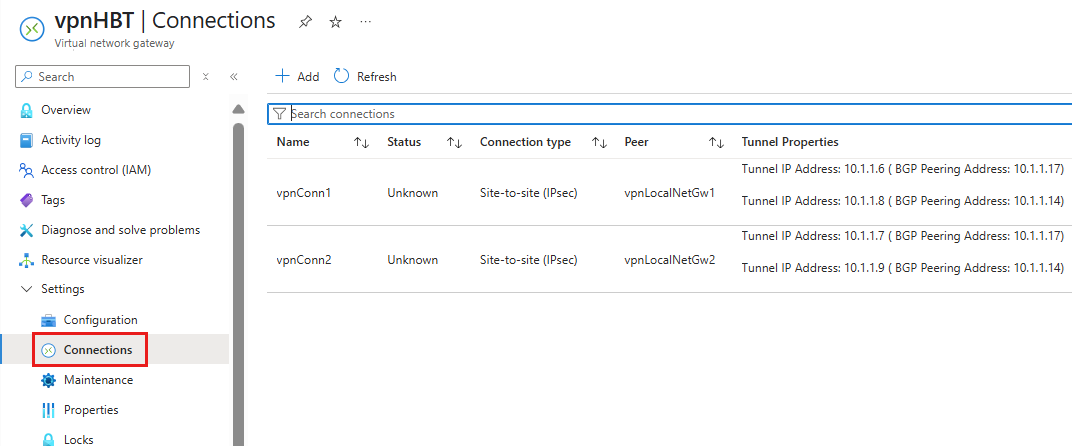 vpnHBT | Connections ...
Virtual network gateway
Search
Overview
Activity log
Access control (IAM)
Tags
Diagnose and solve problems
Resource visualizer
Settings
Configuration
Connections
Maintenance
Properties
Locks
Add Refresh
Search connections
Name Status Connection type Peer Tunnel Properties
Tunnel IP Address: 10.1.1.6 ( BGP Peering Address: 10.1.1.17)
vpnConn1 Unknown Site-to-site (IPsec) vpnLocalNetGw1
Tunnel IP Address: 10.1.1.8 ( BGP Peering Address: 10.1.1.14)
Tunnel IP Address: 10.1.1.7 ( BGP Peering Address: 10.1.1.17)
vpnConn2 Unknown Site-to-site (IPsec) vpnLocalNetGw2
Tunnel IP Address: 10.1.1.9 ( BGP Peering Address: 10.1.1.14)